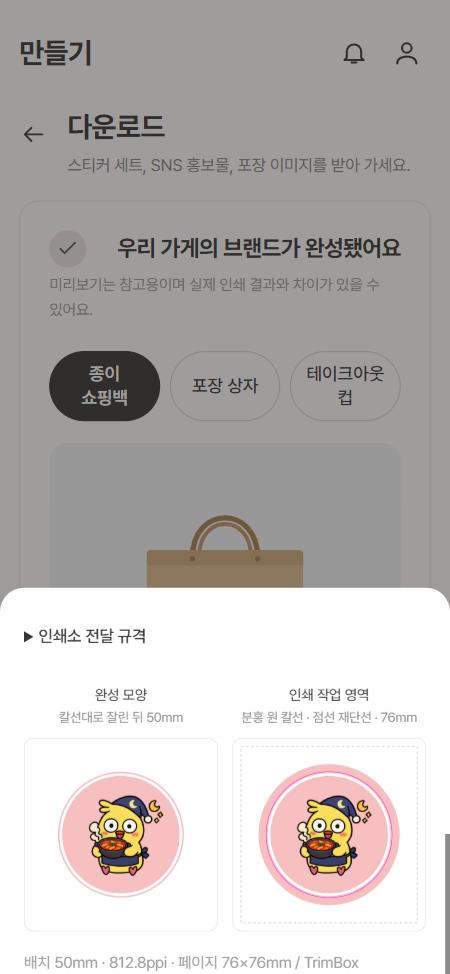 만들기
다운로드
스티커 세트, SNS 홍보물, 포장 이미지를 받아 가세요.
우리 가게의 브랜드가 완성됐어요
미리보기는 참고용이며 실제 인쇄 결과와 차이가 있을 수
있어요.
종이
쇼핑백
포장 상자
테이크아웃
컵
▶ 인쇄소 전달 규격
완성 모양
칼선대로 잘린 뒤 50mm
인쇄 작업 영역
분홍 원 칼선 · 점선 재단선 · 76mm
배치 50mm · 812.8ppi · 페이지 76×76mm / TrimBox